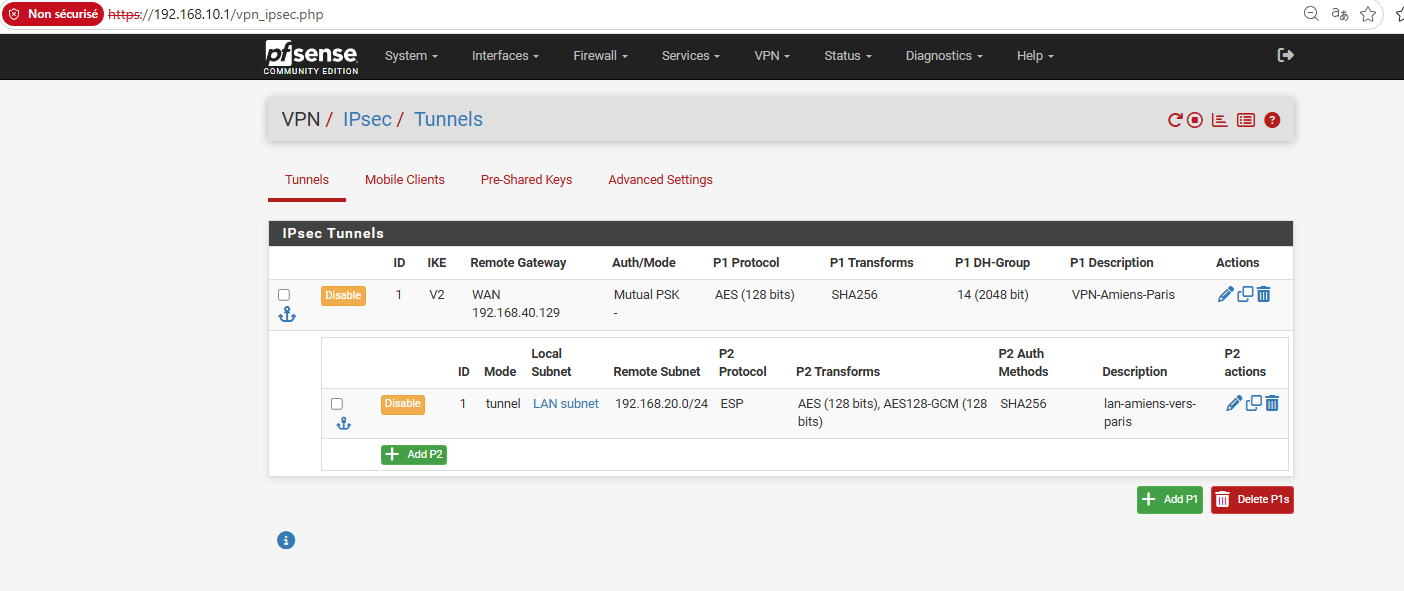 Non sécurisé https://192.168.10.1/vpn_ipsec.php
pfsense
COMMUNITY EDITION
System Interfaces Firewall Services VPN Status Diagnostics Help
VPN / IPsec / Tunnels
Tunnels Mobile Clients Pre-Shared Keys Advanced Settings
IPsec Tunnels
ID IKE Remote Gateway Auth/Mode P1 Protocol P1 Transforms P1 DH-Group P1 Description Actions
Disable 1 V2 WAN Mutual PSK AES (128 bits) SHA256 14 (2048 bit) VPN-Amiens-Paris
192.168.40.129 -
Local P2 P2 Auth P2
ID Mode Subnet Remote Subnet Protocol P2 Transforms Methods Description actions
Disable 1 tunnel LAN subnet 192.168.20.0/24 ESP AES (128 bits), AES128-GCM (128 SHA256 lan-amiens-vers-
bits) paris
Add P2
Add P1 Delete P1s